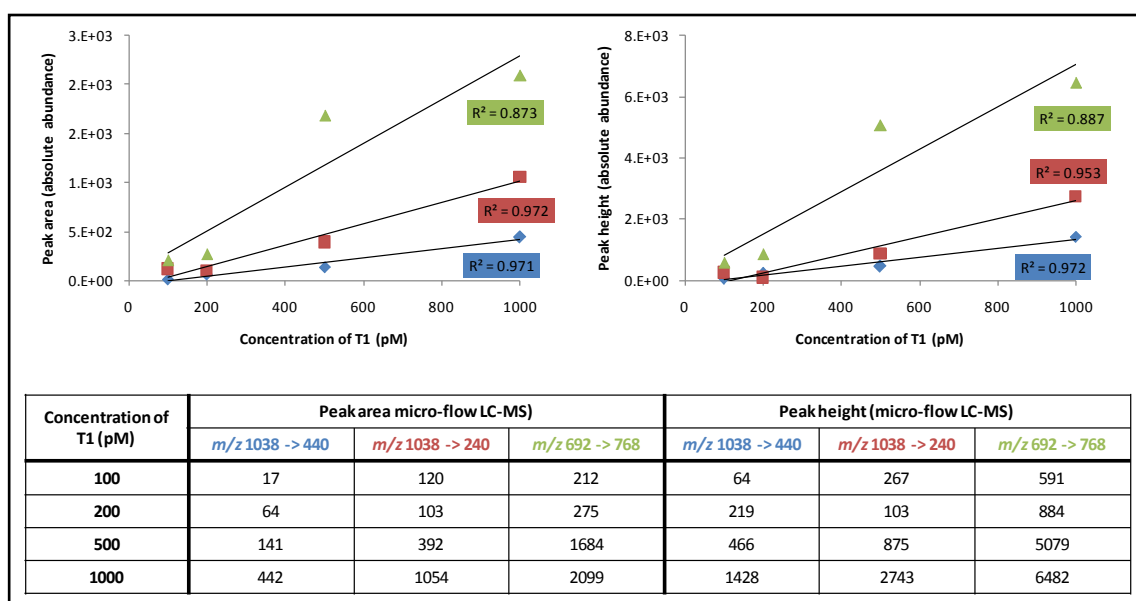 Peak area (absolute abundance)
3.E+03
2.E+03
2.E+03
1.E+03
5.E+02
0.E+00
0
200
400
600
800
1000
Concentration of T1 (pM)
R² = 0.873
R² = 0.972
R² = 0.971
Peak height (absolute abundance)
8.E+03
6.E+03
4.E+03
2.E+03
0.E+00
0
200
400
600
800
1000
Concentration of T1 (pM)
R² = 0.887
R² = 0.953
R² = 0.972
Concentration of T1 (pM) Peak area micro-flow LC-MS) Peak height (micro-flow LC-MS)
m/z 1038 -> 440 m/z 1038 -> 240 m/z 692 -> 768 m/z 1038 -> 440 m/z 1038 -> 240 m/z 692 -> 768
100 17 120 212 64 267 591
200 64 103 275 219 103 884
500 141 392 1684 466 875 5079
1000 442 1054 2099 1428 2743 6482